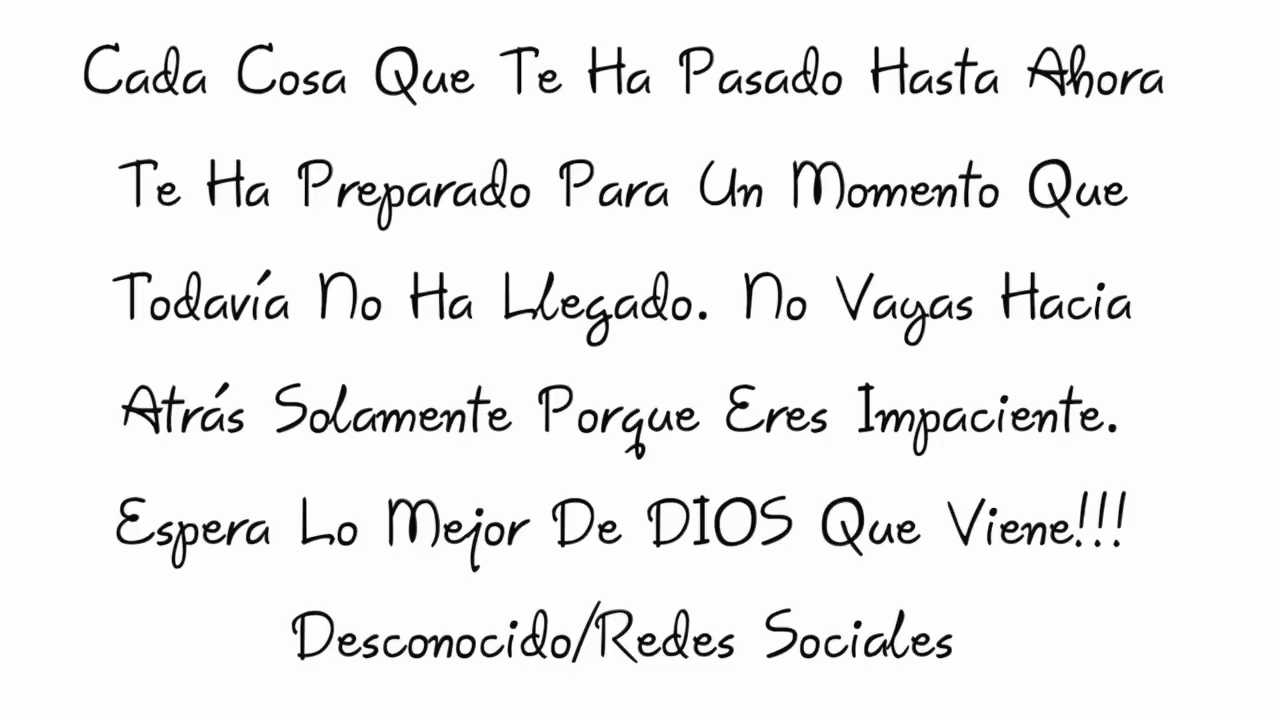 Cada Cosa Que Te Ha Pasado Hasta Ahora
Te Ha Preparado Para Un Momento Que
Todavía No Ha Llegado. No Vayas Hacia
Atrás Solamente Porque Eres Impaciente.
Espera Lo Mejor De DIOS Que Viene!!!
Desconocido/Redes Sociales